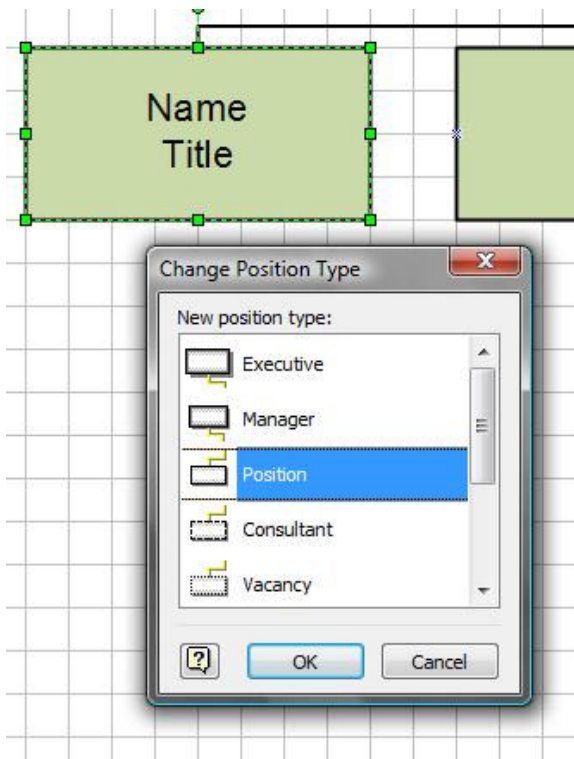 Name
Title
Change Position Type
New position type:
Executive
Manager
Position
Consultant
Vacancy
? OK Cancel